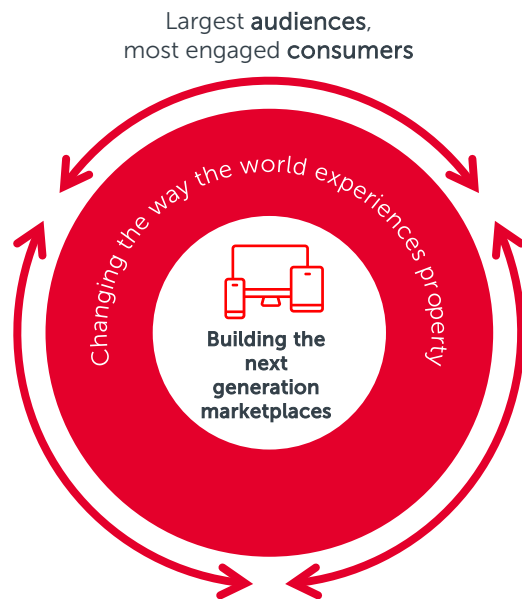 Largest audiences,
most engaged consumers
Changing the way the world experiences property
Building the
next
generation
marketplaces